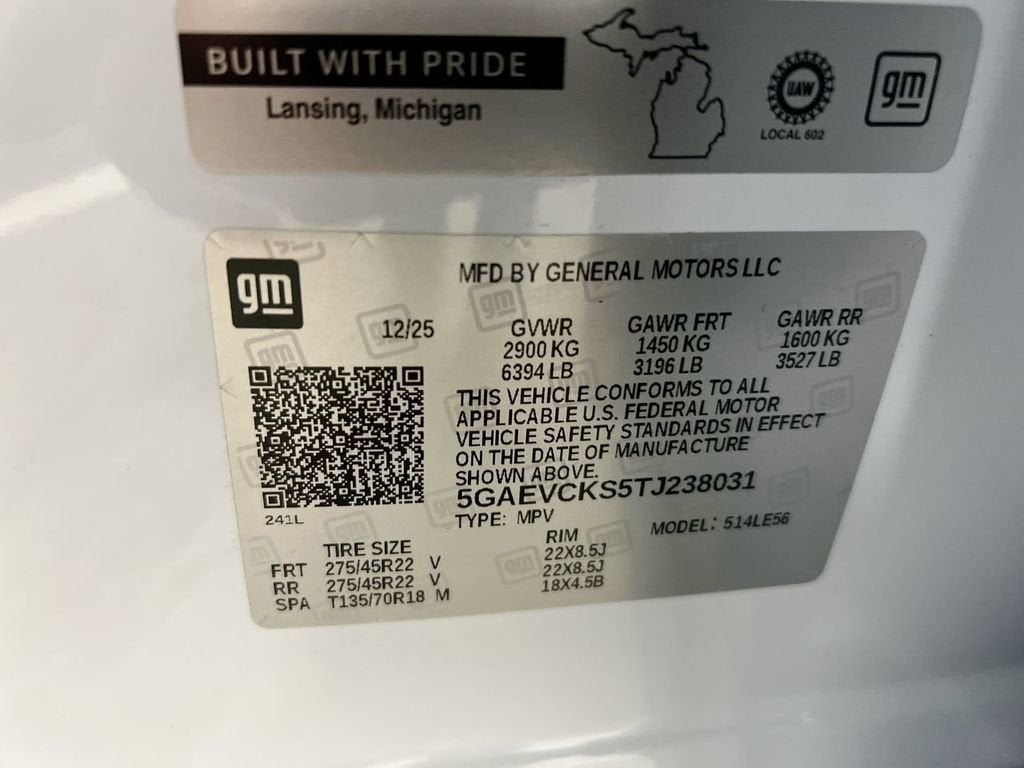 BUILT WITH PRIDE
Lansing, Michigan
UAW
LOCAL 602
gm
gm
MFD BY GENERAL MOTORS LLC
12/25
GVWR
2900 KG
6394 LB
GAWR FRT
1450 KG
3196 LB
GAWR RR
1600 KG
3527 LB
THIS VEHICLE CONFORMS TO ALL
APPLICABLE U.S. FEDERAL MOTOR
VEHICLE SAFETY STANDARDS IN EFFECT
ON THE DATE OF MANUFACTURE
SHOWN ABOVE.
5GAEVCKS5TJ238031
TYPE: MPV
MODEL: 514LE56
241L
TIRE SIZE RIM
FRT 275/45R22 V 22X8.5J
RR 275/45R22 V 22X8.5J
SPA T135/70R18 M 18X4.5B